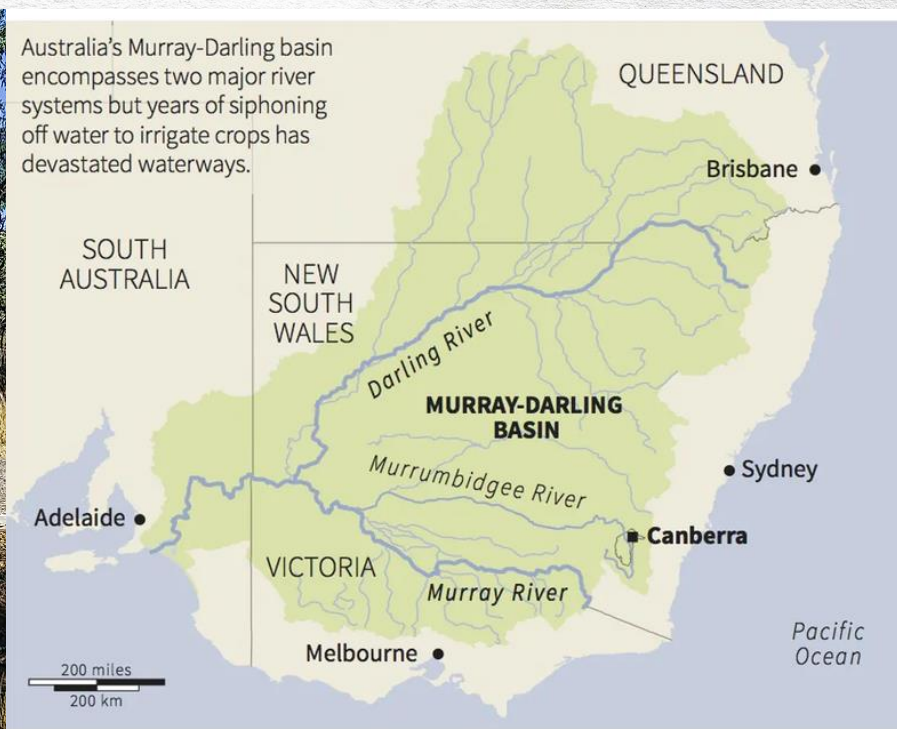 Australia's Murray-Darling basin
encompasses two major river
systems but years of siphoning
off water to irrigate crops has
devastated waterways.
QUEENSLAND
Brisbane
SOUTH
AUSTRALIA
NEW
SOUTH
WALES
Darling River
MURRAY-DARLING
BASIN
Murrumbidgee River
Sydney
Adelaide
Canberra
VICTORIA
Murray River
Pacific
Ocean
Melbourne
200 miles
200 km